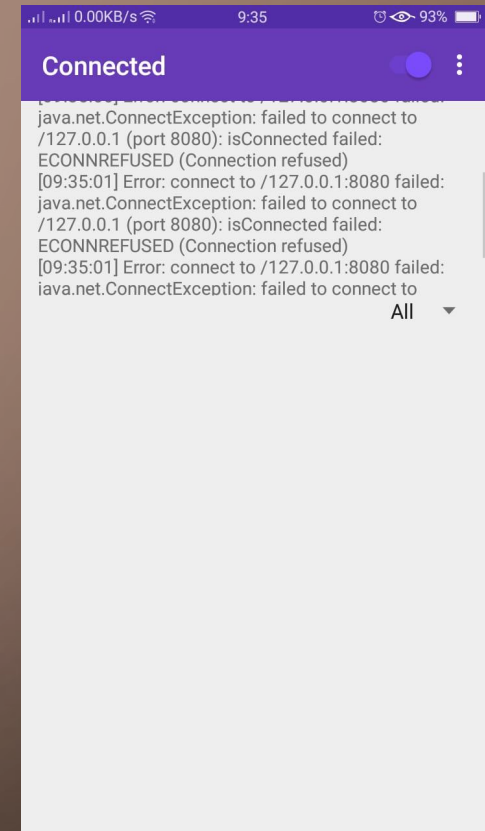 0.00KB/s 9:35 93%
Connected
java.net.ConnectException: failed to connect to
/127.0.0.1 (port 8080): isConnected failed:
ECONNREFUSED (Connection refused)
[09:35:01] Error: connect to /127.0.0.1:8080 failed:
java.net.ConnectException: failed to connect to
/127.0.0.1 (port 8080): isConnected failed:
ECONNREFUSED (Connection refused)
[09:35:01] Error: connect to /127.0.0.1:8080 failed:
java.net.ConnectException: failed to connect to
All